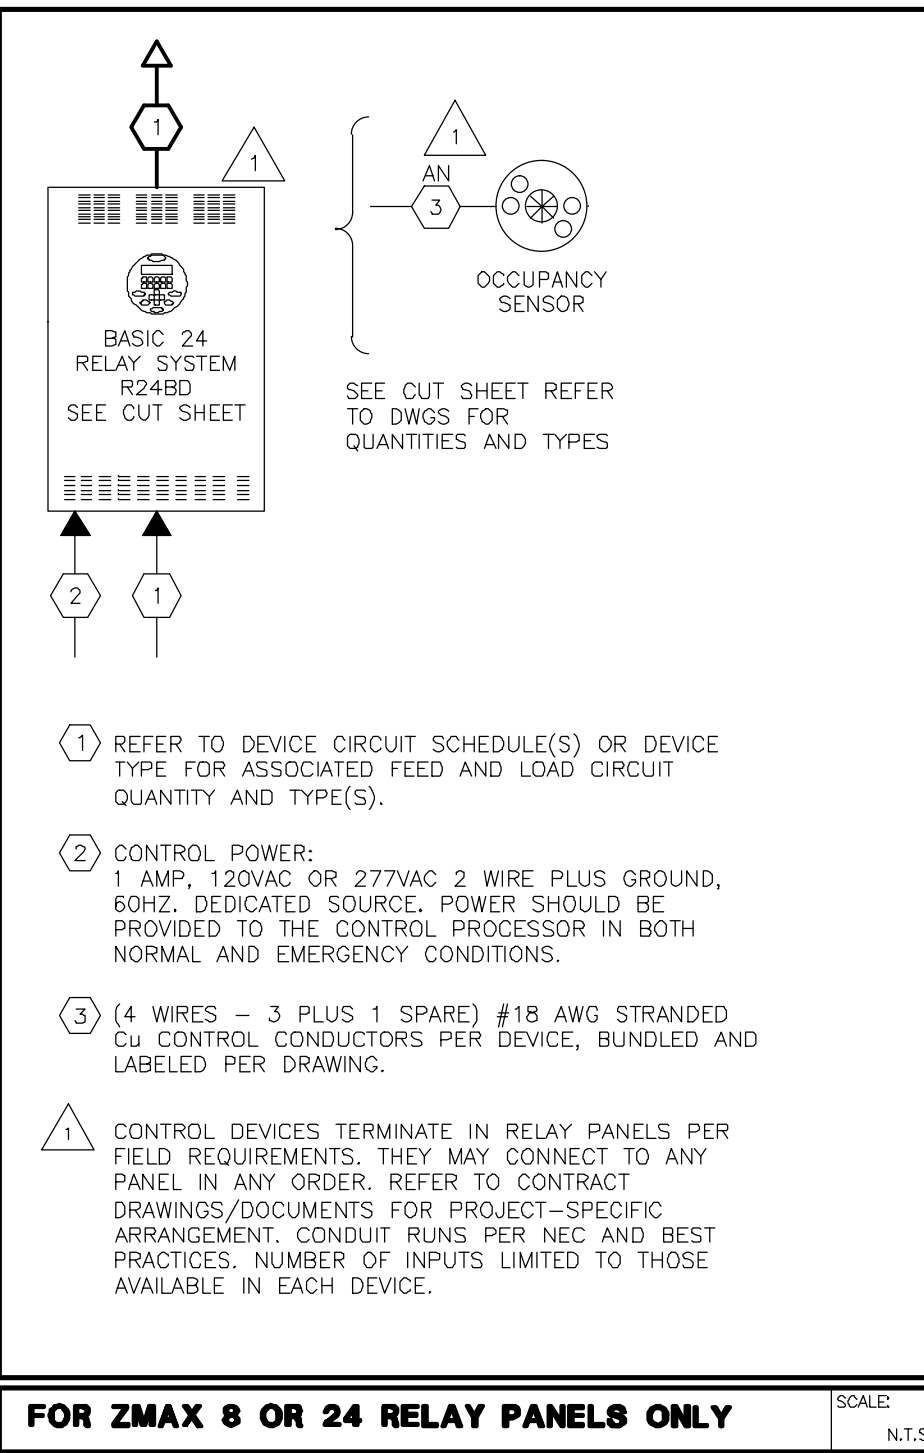 1
1
1
AN
3
OCCUPANCY
SENSOR
BASIC 24
RELAY SYSTEM
R24BD
SEE CUT SHEET
SEE CUT SHEET REFER
TO DWGS FOR
QUANTITIES AND TYPES
2
1
1 REFER TO DEVICE CIRCUIT SCHEDULE(S) OR DEVICE
TYPE FOR ASSOCIATED FEED AND LOAD CIRCUIT
QUANTITY AND TYPE(S).
2 CONTROL POWER:
1 AMP, 120VAC OR 277VAC 2 WIRE PLUS GROUND,
60HZ. DEDICATED SOURCE. POWER SHOULD BE
PROVIDED TO THE CONTROL PROCESSOR IN BOTH
NORMAL AND EMERGENCY CONDITIONS.
3 (4 WIRES – 3 PLUS 1 SPARE) #18 AWG STRANDED
Cu CONTROL CONDUCTORS PER DEVICE, BUNDLED AND
LABELED PER DRAWING.
1 CONTROL DEVICES TERMINATE IN RELAY PANELS PER
FIELD REQUIREMENTS. THEY MAY CONNECT TO ANY
PANEL IN ANY ORDER. REFER TO CONTRACT
DRAWINGS/DOCUMENTS FOR PROJECT–SPECIFIC
ARRANGEMENT. CONDUIT RUNS PER NEC AND BEST
PRACTICES. NUMBER OF INPUTS LIMITED TO THOSE
AVAILABLE IN EACH DEVICE.
FOR ZMAX 8 OR 24 RELAY PANELS ONLY
SCALE:
N.T.S